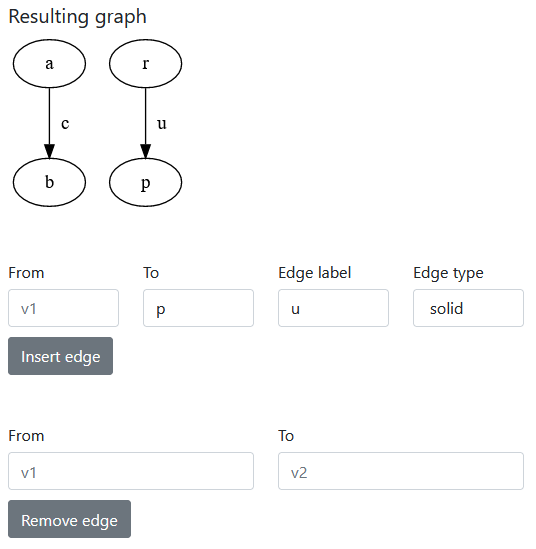 Resulting graph
a r
c u
b p
From To Edge label Edge type
v1 p u solid
Insert edge
From To
v1 v2
Remove edge